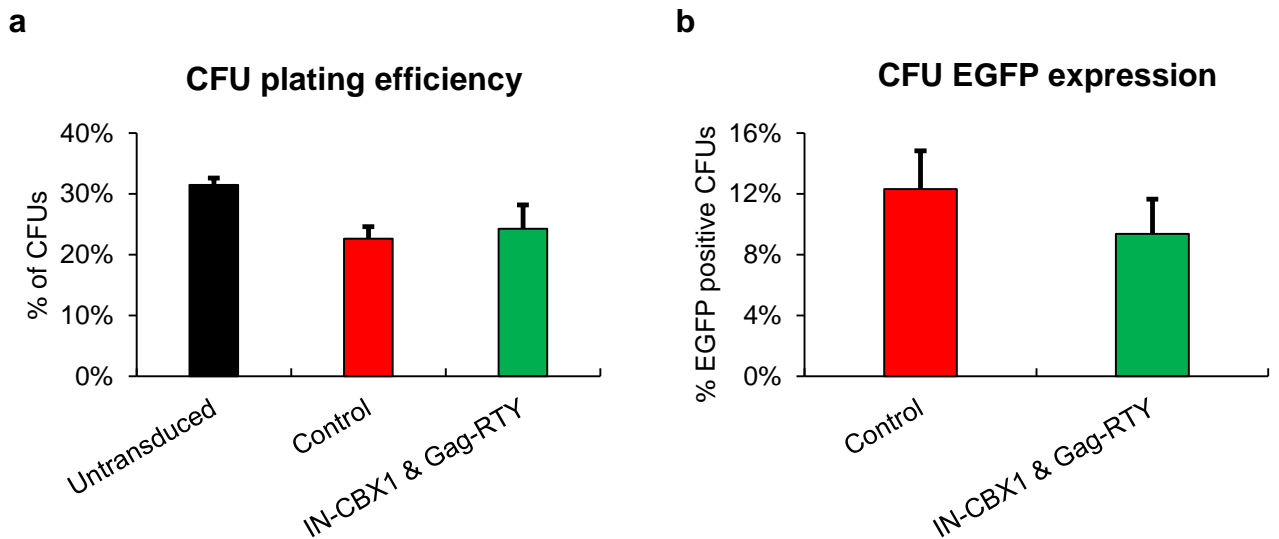 a
CFU plating efficiency
% of CFUs
40%
30%
20%
10%
0%
Untransduced
Control
IN-CBX1 & Gag-RTY
b
CFU EGFP expression
% EGFP positive CFUs
16%
12%
8%
4%
0%
Control
IN-CBX1 & Gag-RTY